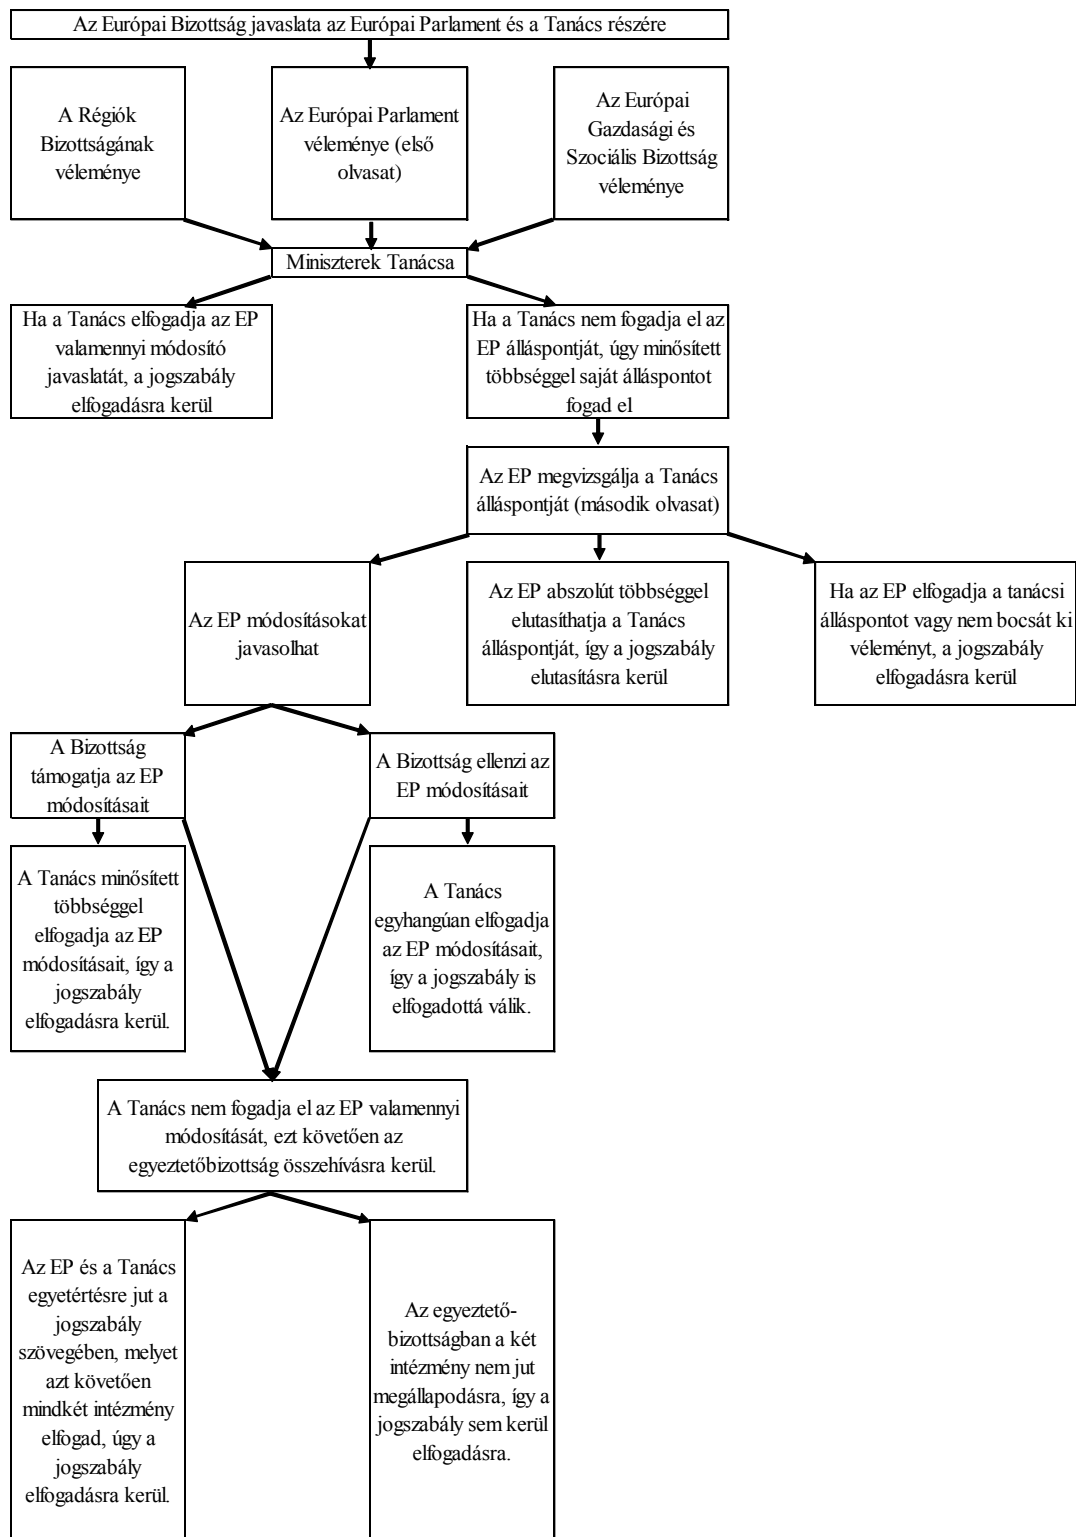 Az Európai Bizottság javaslata az Európai Parlament és a Tanács részére
A Régiók
Bizottságának
véleménye
Az Európai Parlament
véleménye (első
olvasat)
Az Európai
Gazdasági és
Szociális Bizottság
véleménye
Miniszterek Tanácsa
Ha a Tanács elfogadja az EP
valamennyi módosító
javaslatát, a jogszabály
elfogadásra kerül
Ha a Tanács nem fogadja el az
EP álláspontját, úgy minősített
többséggel saját álláspontot
fogad el
Az EP megvizsgálja a Tanács
álláspontját (második olvasat)
Az EP módosításokat
javasolhat
Az EP abszolút többséggel
elutasíthatja a Tanács
álláspontját, így a jogszabály
elutasításra kerül
Ha az EP elfogadja a tanácsi
álláspontot vagy nem bocsát ki
véleményt, a jogszabály
elfogadásra kerül
A Bizottság
támogatja az EP
módosításait
A Bizottság ellenzi az
EP módosításait
A Tanács minősített
többséggel
elfogadja az EP
módosításait, így a
jogszabály
elfogadásra kerül.
A Tanács
egyhangúan elfogadja
az EP módosításait,
így a jogszabály is
elfogadottá válik.
A Tanács nem fogadja el az EP valamennyi
módosítását, ezt követően az
egyeztetőbizottság összehívásra kerül.
Az EP és a Tanács
egyetértésre jut a
jogszabály
szövegében, melyet
azt követően
mindkét intézmény
elfogad, úgy a
jogszabály
elfogadásra kerül.
Az egyeztető-
bizottságban a két
intézmény nem jut
megállapodásra, így a
jogszabály sem kerül
elfogadásra.